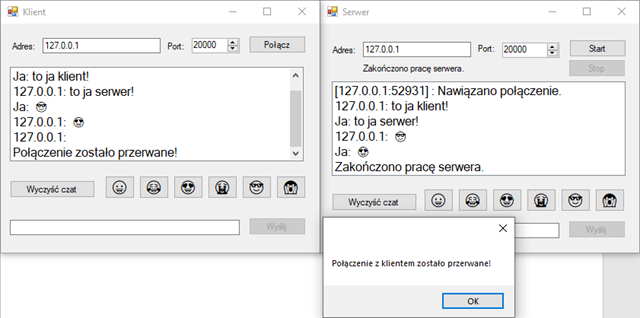 Klient
Adres: 127.0.0.1 Port: 20000 Połącz
Ja: to ja klient!
127.0.0.1: to ja serwer!
Ja: 😎
127.0.0.1: 😍
127.0.0.1:
Połączenie zostało przerwane!
Wyczyść czat
Wyślij
Serwer
Adres: 127.0.0.1 Port: 20000 Start
Zakończono pracę serwera. Stop
[127.0.0.1:52931] : Nawiązano połączenie.
127.0.0.1: to ja klient!
Ja: to ja serwer!
127.0.0.1: 😎
Ja: 😍
Zakończono pracę serwera.
Wyczyść czat
Wyślij
Połączenie z klientem zostało przerwane!
OK